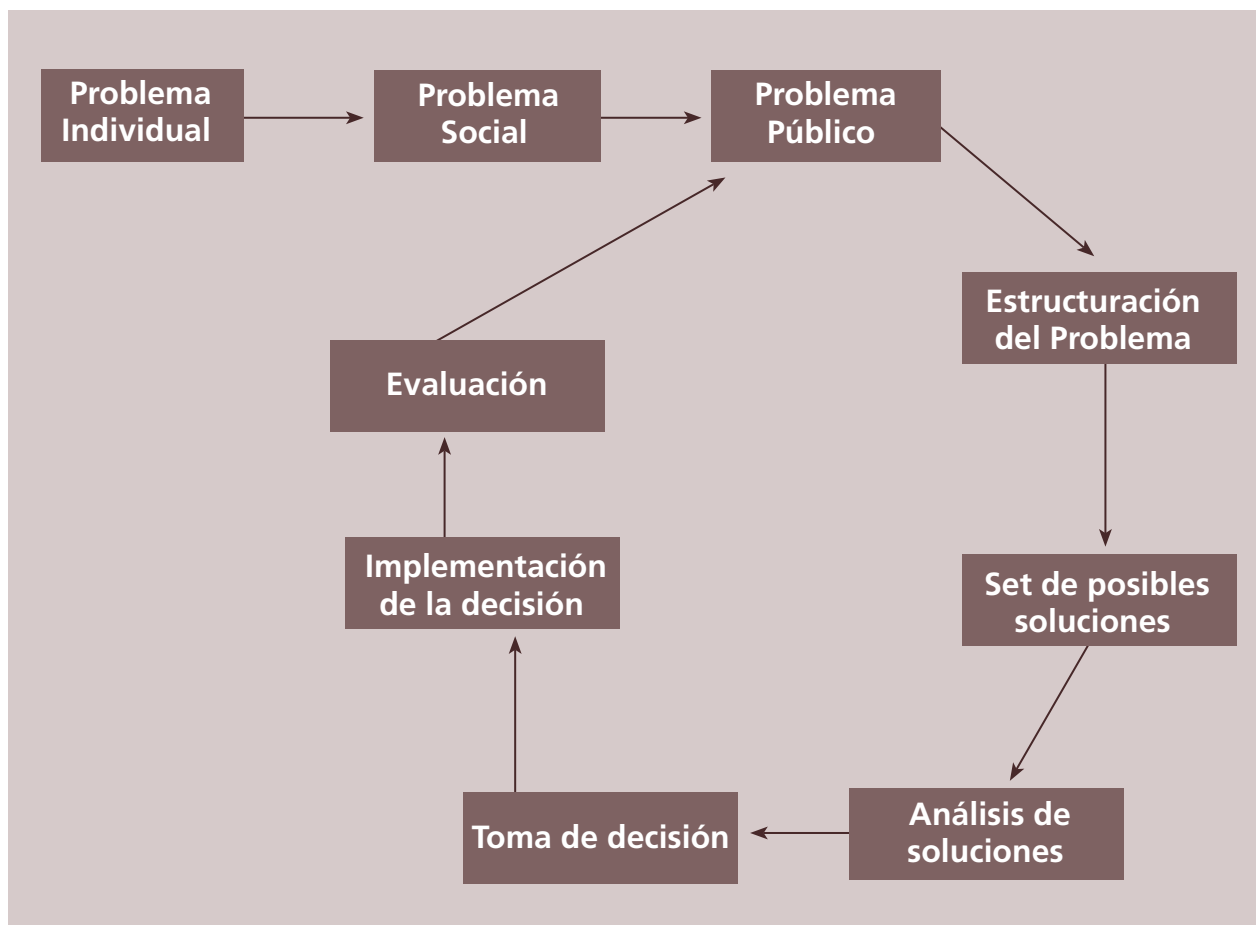 Problema
Individual
Problema
Social
Problema
Público
Estructuración
del Problema
Set de posibles
soluciones
Análisis de
soluciones
Toma de decisión
Implementación
de la decisión
Evaluación